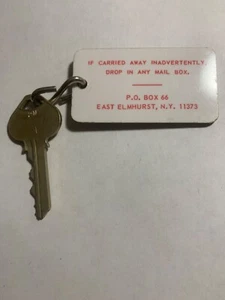 IF CARRIED AWAY INADVERTENTLY
DROP IN ANY MAIL BOX.
P.O. BOX 66
EAST ELMHURST, N.Y. 11373